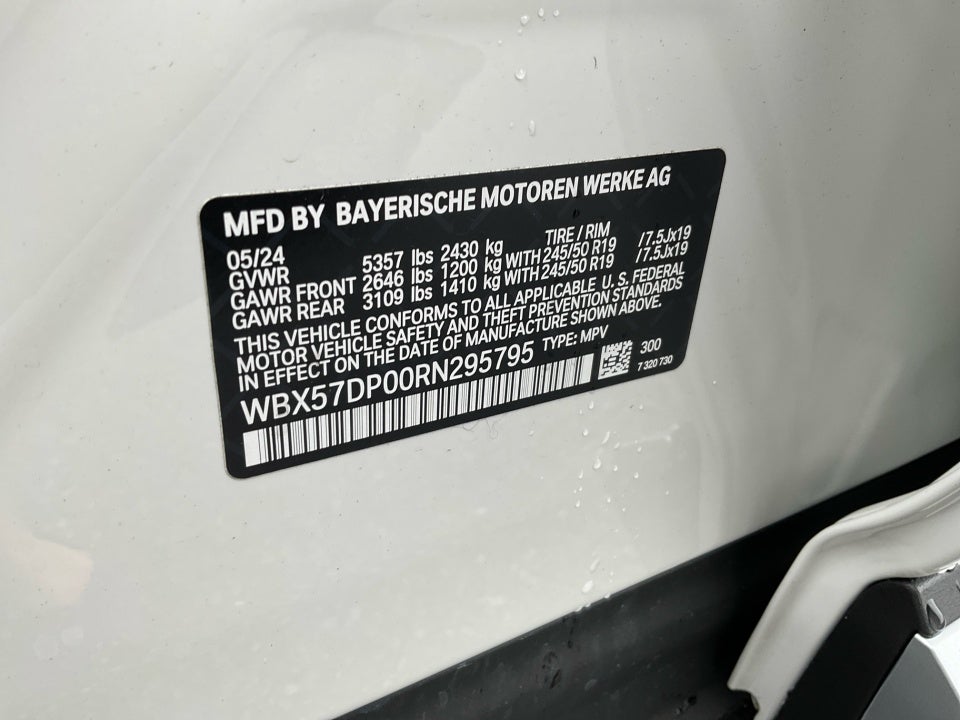 MFD BY BAYERISCHE MOTOREN WERKE AG
05/24 TIRE / RIM
GVWR 5357 lbs 2430 kg
GAWR FRONT 2646 lbs 1200 kg WITH 245/50 R19 /7.5Jx19
GAWR REAR 3109 lbs 1410 kg WITH 245/50 R19 /7.5Jx19
THIS VEHICLE CONFORMS TO ALL APPLICABLE U. S. FEDERAL
MOTOR VEHICLE SAFETY AND THEFT PREVENTION STANDARDS
IN EFFECT ON THE DATE OF MANUFACTURE SHOWN ABOVE.
WBX57DP00RN295795 TYPE: MPV
300
7 320 730